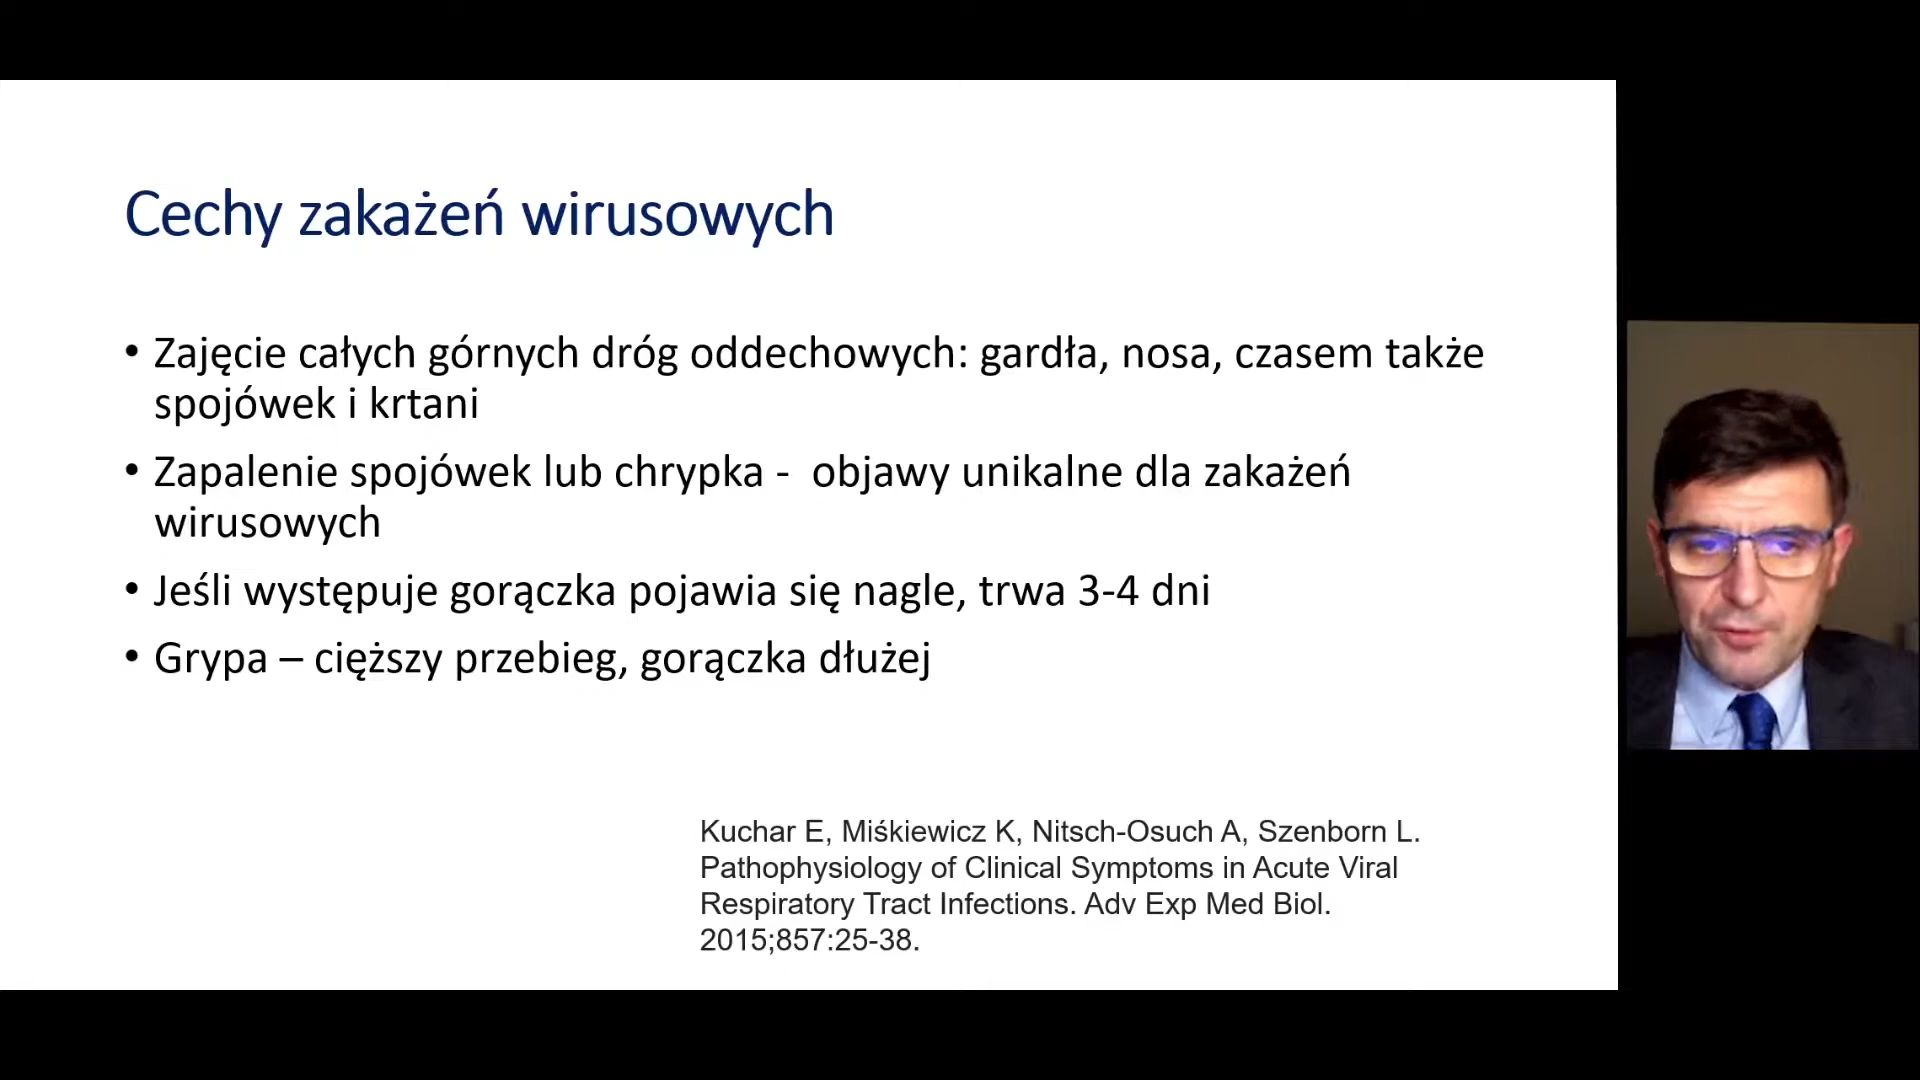 Cechy zakażeń wirusowych
• Zajęcie całych górnych dróg oddechowych: gardła, nosa, czasem także
spojówek i krtani
• Zapalenie spojówek lub chrypka -  objawy unikalne dla zakażeń
wirusowych
• Jeśli występuje gorączka pojawia się nagle, trwa 3-4 dni
• Grypa – cięższy przebieg, gorączka dłużej
Kuchar E, Miśkiewicz K, Nitsch-Osuch A, Szenborn L.
Pathophysiology of Clinical Symptoms in Acute Viral
Respiratory Tract Infections. Adv Exp Med Biol.
2015;857:25-38.